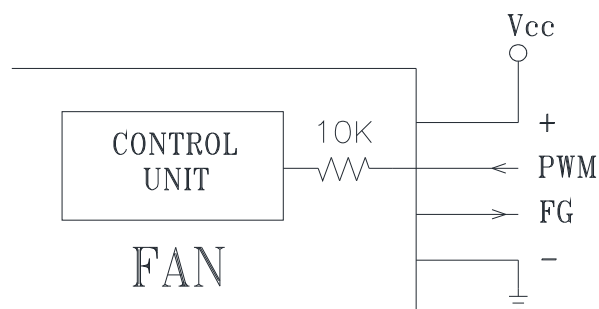 Vcc
+
10K
CONTROL
UNIT
PWM
FG
FAN
-